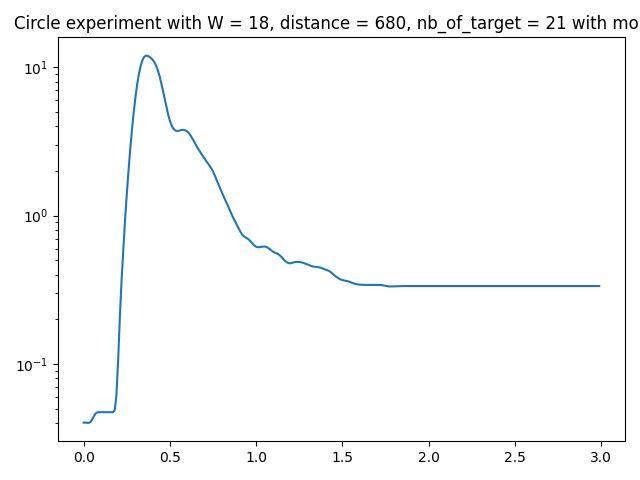 Circle experiment with W = 18, distance = 680, nb_of_target = 21 with mo
10¹
10⁰
10⁻¹
0.0 0.5 1.0 1.5 2.0 2.5 3.0